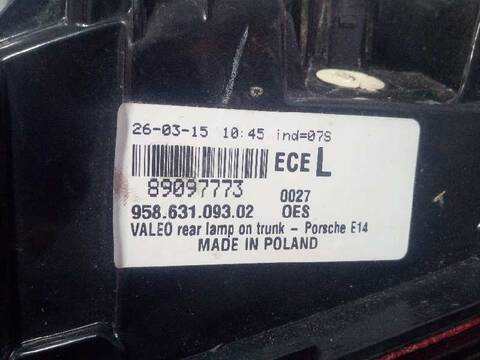 26-03-15 10:45 ind=07S
ECE L
89097773
0027
958.631.093.02 OES
VALEO rear lamp on trunk - Porsche E14
MADE IN POLAND